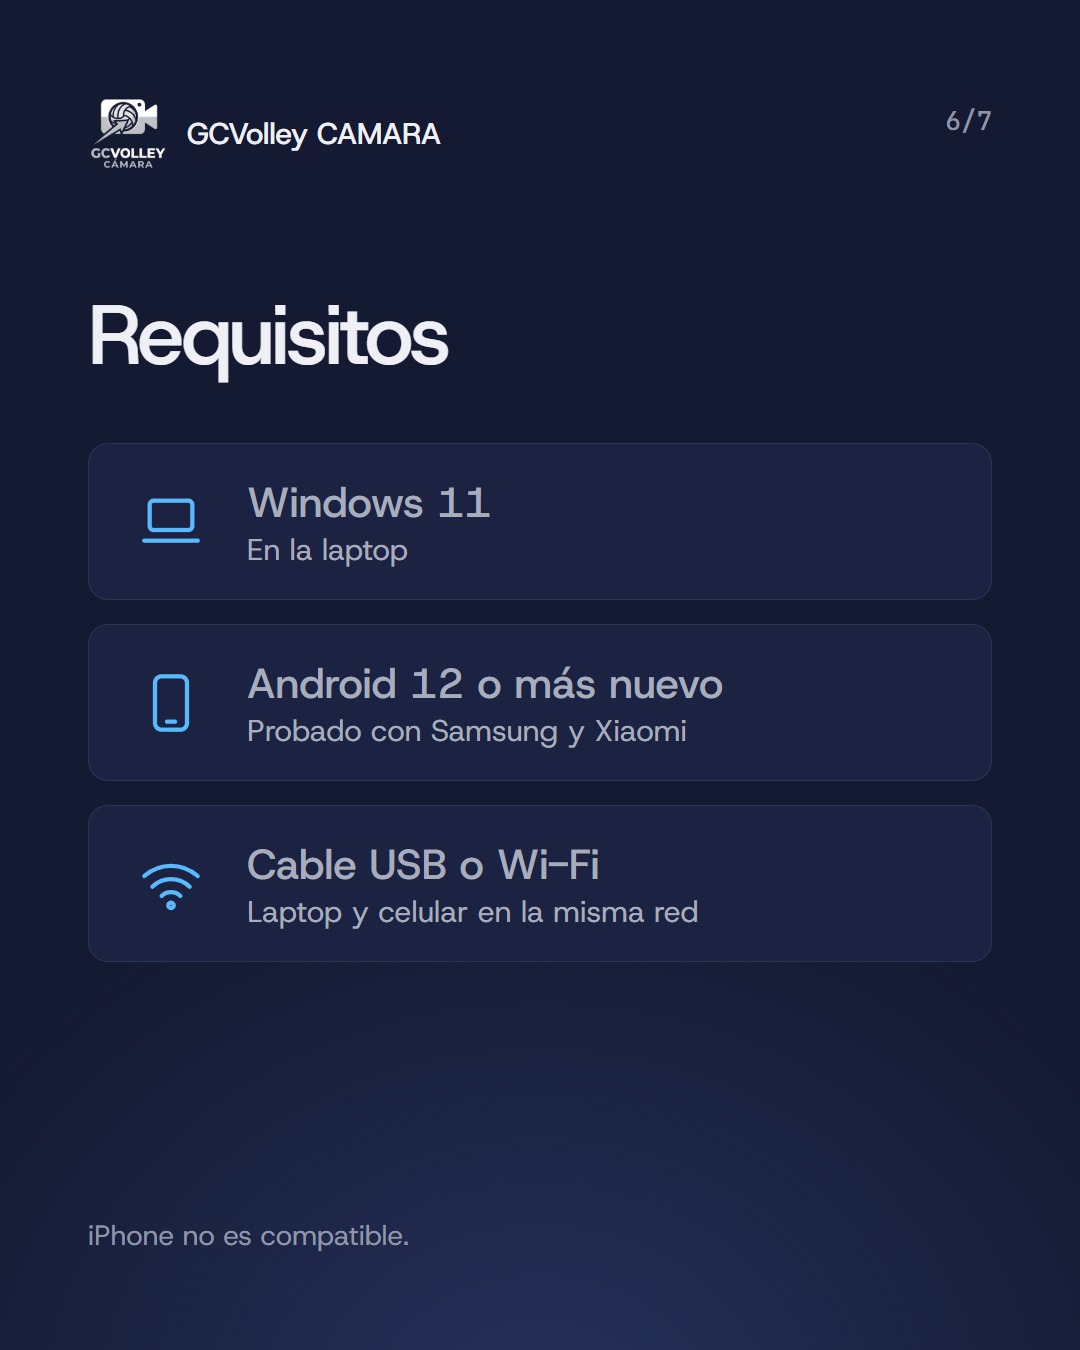 GCVOLLEY
CÁMARA
GCVolley CAMARA
6/7
Requisitos
Windows 11
En la laptop
Android 12 o más nuevo
Probado con Samsung y Xiaomi
Cable USB o Wi-Fi
Laptop y celular en la misma red
iPhone no es compatible.